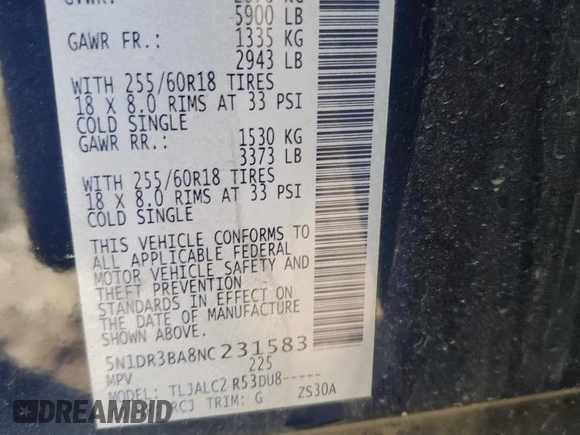 5900 LB
GAWR FR.: 1335 KG
2943 LB
WITH 255/60R18 TIRES
18 X 8.0 RIMS AT 33 PSI
COLD SINGLE
GAWR RR.: 1530 KG
3373 LB
WITH 255/60R18 TIRES
18 X 8.0 RIMS AT 33 PSI
COLD SINGLE
THIS VEHICLE CONFORMS TO
ALL APPLICABLE FEDERAL
MOTOR VEHICLE SAFETY AND
THEFT PREVENTION
STANDARDS IN EFFECT ON
THE DATE OF MANUFACTURE
SHOWN ABOVE.
5N1DR3BA8NC231583
MPV 225
MODEL: TLJALC2 R53DU8-----
RCJ TRIM: G ZS30A
DREAMBID